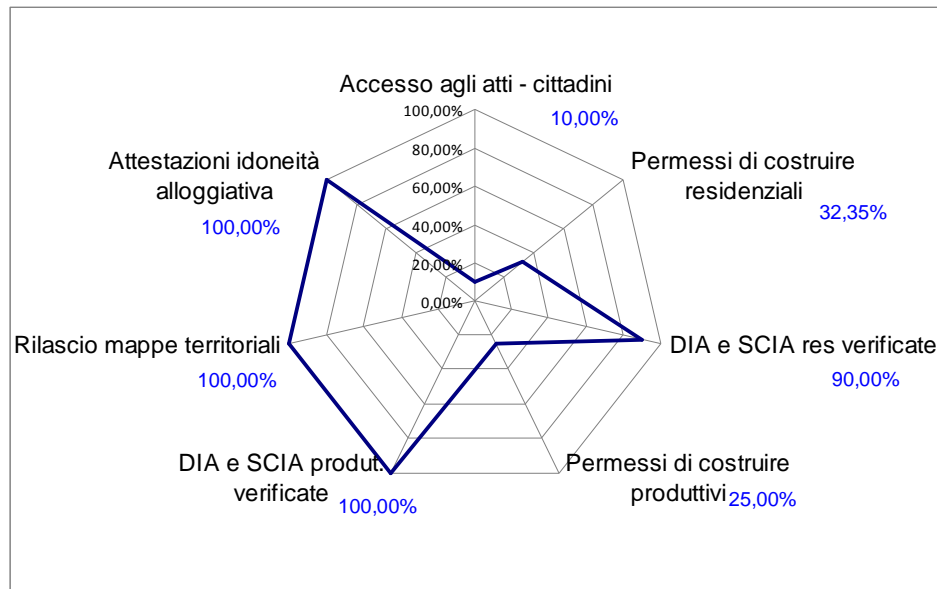 Accesso agli atti - cittadini
10,00%
100,00%
80,00%
60,00%
40,00%
20,00%
0,00%
Permessi di costruire
residenziali
32,35%
DIA e SCIA res verificate
90,00%
Permessi di costruire
produttivi
25,00%
DIA e SCIA produt.
verificate
100,00%
Rilascio mappe territoriali
100,00%
Attestazioni idoneità
alloggiativa
100,00%